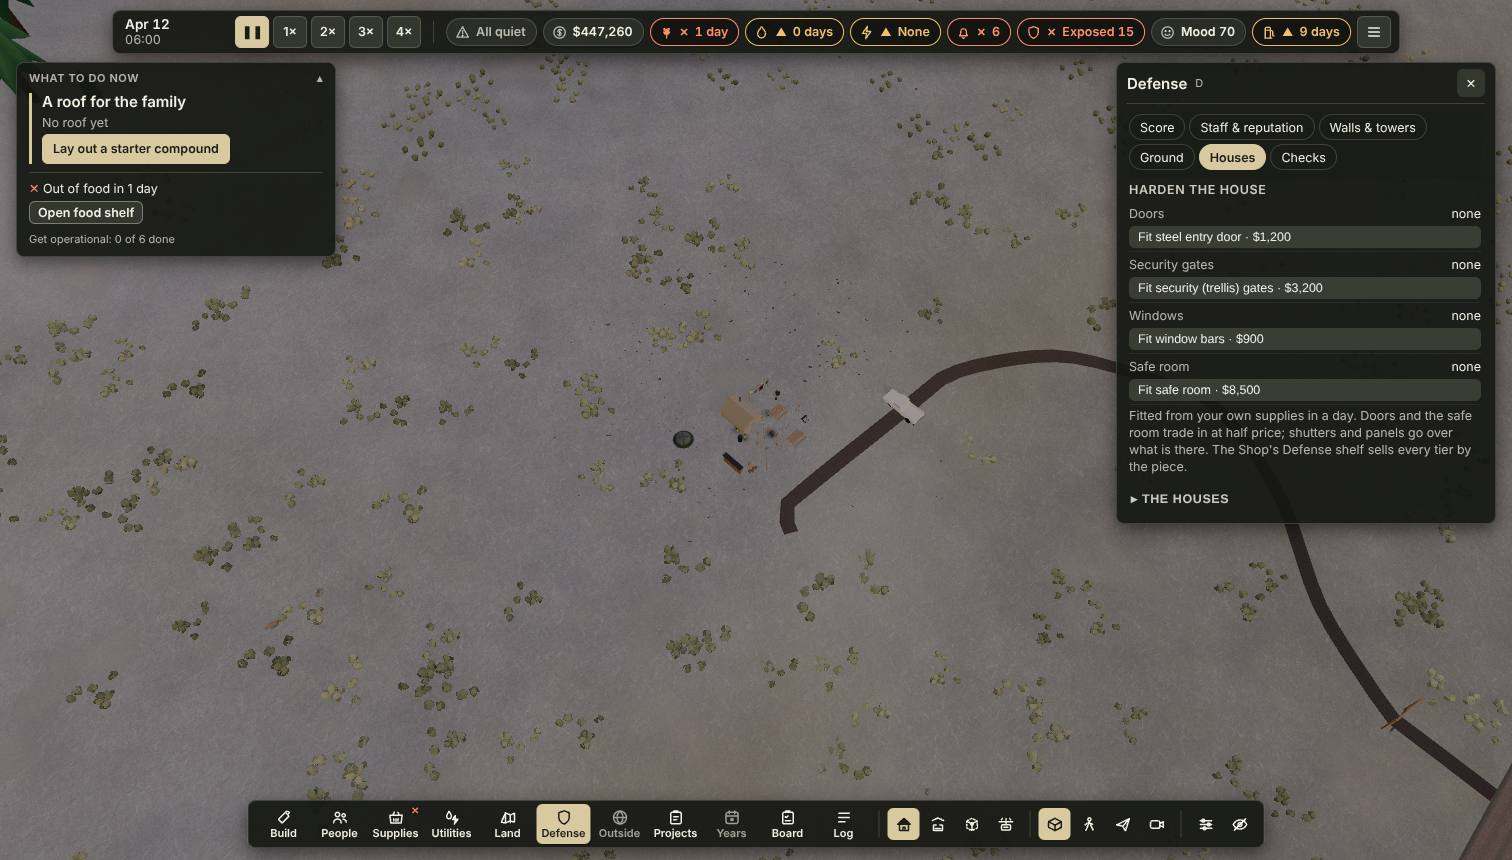 Apr 12
06:00
1×
2×
3×
4×
All quiet
$447,260
× 1 day
▲ 0 days
▲ None
× 6
× Exposed 15
Mood 70
▲ 9 days
WHAT TO DO NOW
▲
A roof for the family
No roof yet
Lay out a starter compound
× Out of food in 1 day
Open food shelf
Get operational: 0 of 6 done
Defense D
×
Score
Staff & reputation
Walls & towers
Ground
Houses
Checks
HARDEN THE HOUSE
Doors none
Fit steel entry door · $1,200
Security gates none
Fit security (trellis) gates · $3,200
Windows none
Fit window bars · $900
Safe room none
Fit safe room · $8,500
Fitted from your own supplies in a day. Doors and the safe
room trade in at half price; shutters and panels go over
what is there. The Shop's Defense shelf sells every tier by
the piece.
▸ THE HOUSES
Build
People
Supplies ×
Utilities
Land
Defense
Outside
Projects
Years
Board
Log